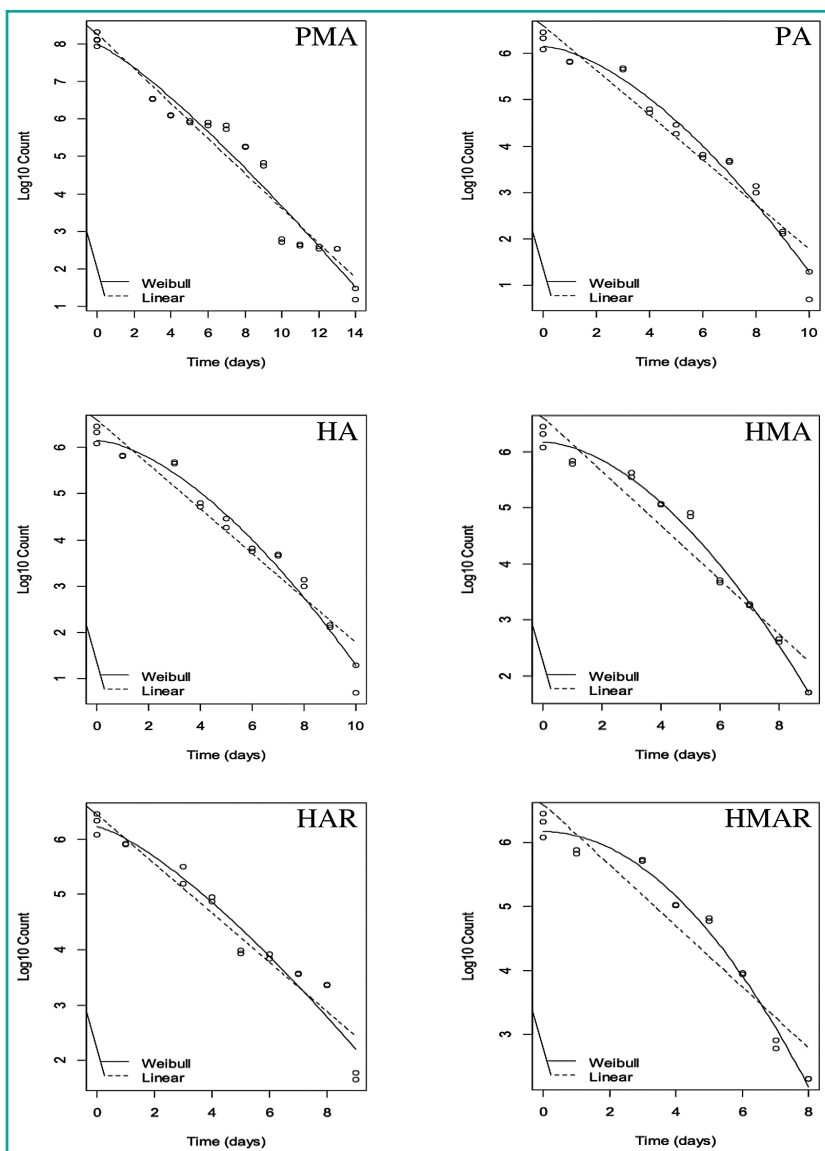 PMA
Log10 Count
8
7
6
5
4
3
2
1
Weibull
Linear
0 2 4 6 8 10 12 14
Time (days)
PA
Log10 Count
6
5
4
3
2
1
Weibull
Linear
0 2 4 6 8 10
Time (days)
HA
Log10 Count
6
5
4
3
2
1
Weibull
Linear
0 2 4 6 8 10
Time (days)
HMA
Log10 Count
6
5
4
3
2
Weibull
Linear
0 2 4 6 8
Time (days)
HAR
Log10 Count
6
5
4
3
2
Weibull
Linear
0 2 4 6 8
Time (days)
HMAR
Log10 Count
6
5
4
3
Weibull
Linear
0 2 4 6 8
Time (days)